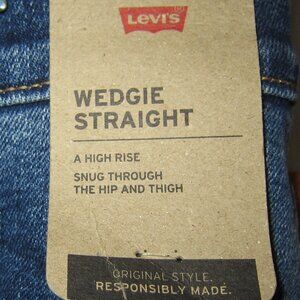 Levi's
WEDGIE
STRAIGHT
A HIGH RISE
SNUG THROUGH
THE HIP AND THIGH
ORIGINAL STYLE.
RESPONSIBLY MADE.